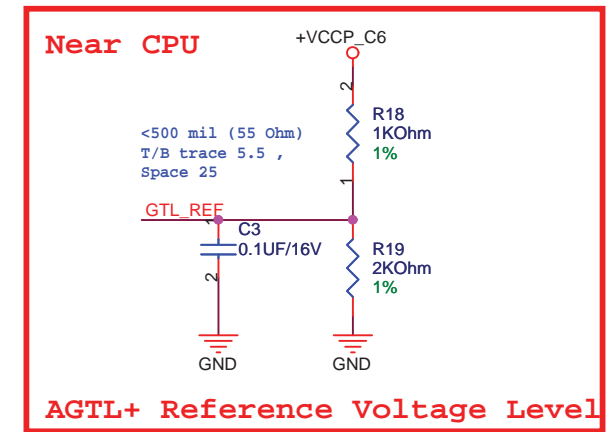 Near CPU
+VCCP_C6
2
R18
1KOhm
1%
1
<500 mil (55 Ohm)
T/B trace 5.5 ,
Space 25
GTL_REF
1
C3
0.1UF/16V
2
R19
2KOhm
1%
GND
GND
AGTL+ Reference Voltage Level